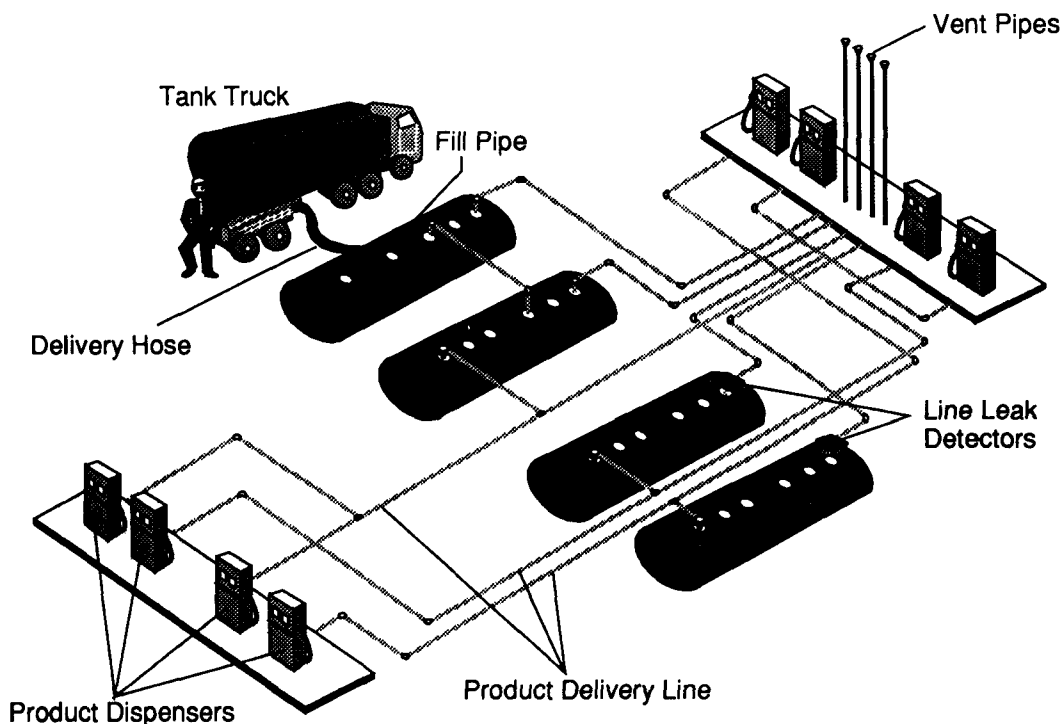 Vent Pipes
Tank Truck
Fill Pipe
Delivery Hose
Line Leak
Detectors
Product Delivery Line
Product Dispensers